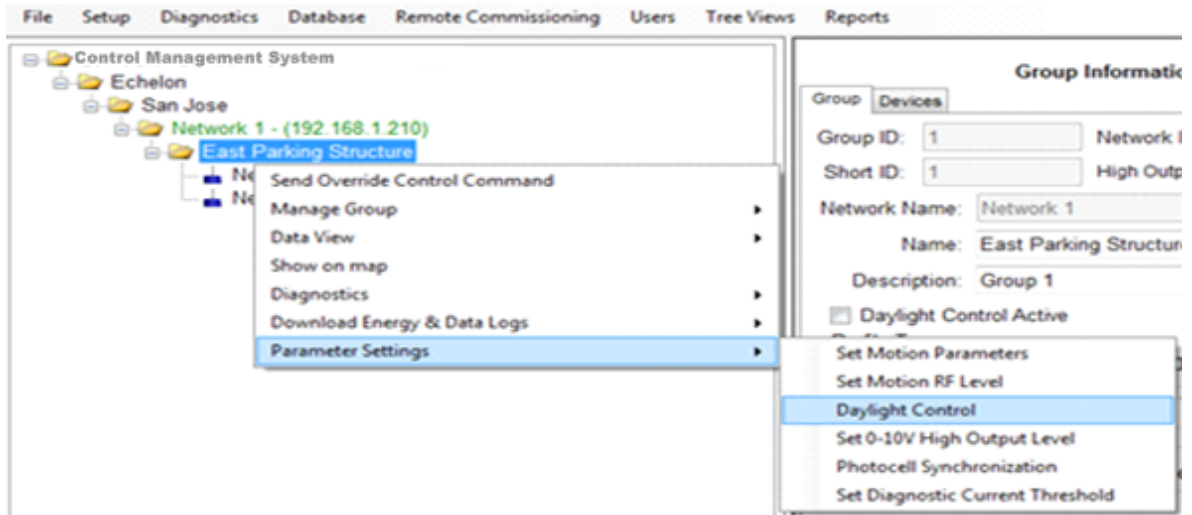 File Setup Diagnostics Database Remote Commissioning Users Tree Views Reports
Control Management System
Echelon
San Jose
Network 1 - (192.168.1.210)
East Parking Structure
Ne
Ne
Send Override Control Command
Manage Group
Data View
Show on map
Diagnostics
Download Energy & Data Logs
Parameter Settings
Group Informatio
Group Devices
Group ID: 1 Network I
Short ID: 1 High Outp
Network Name: Network 1
Name: East Parking Structure
Description: Group 1
Daylight Control Active
Set Motion Parameters
Set Motion RF Level
Daylight Control
Set 0-10V High Output Level
Photocell Synchronization
Set Diagnostic Current Threshold